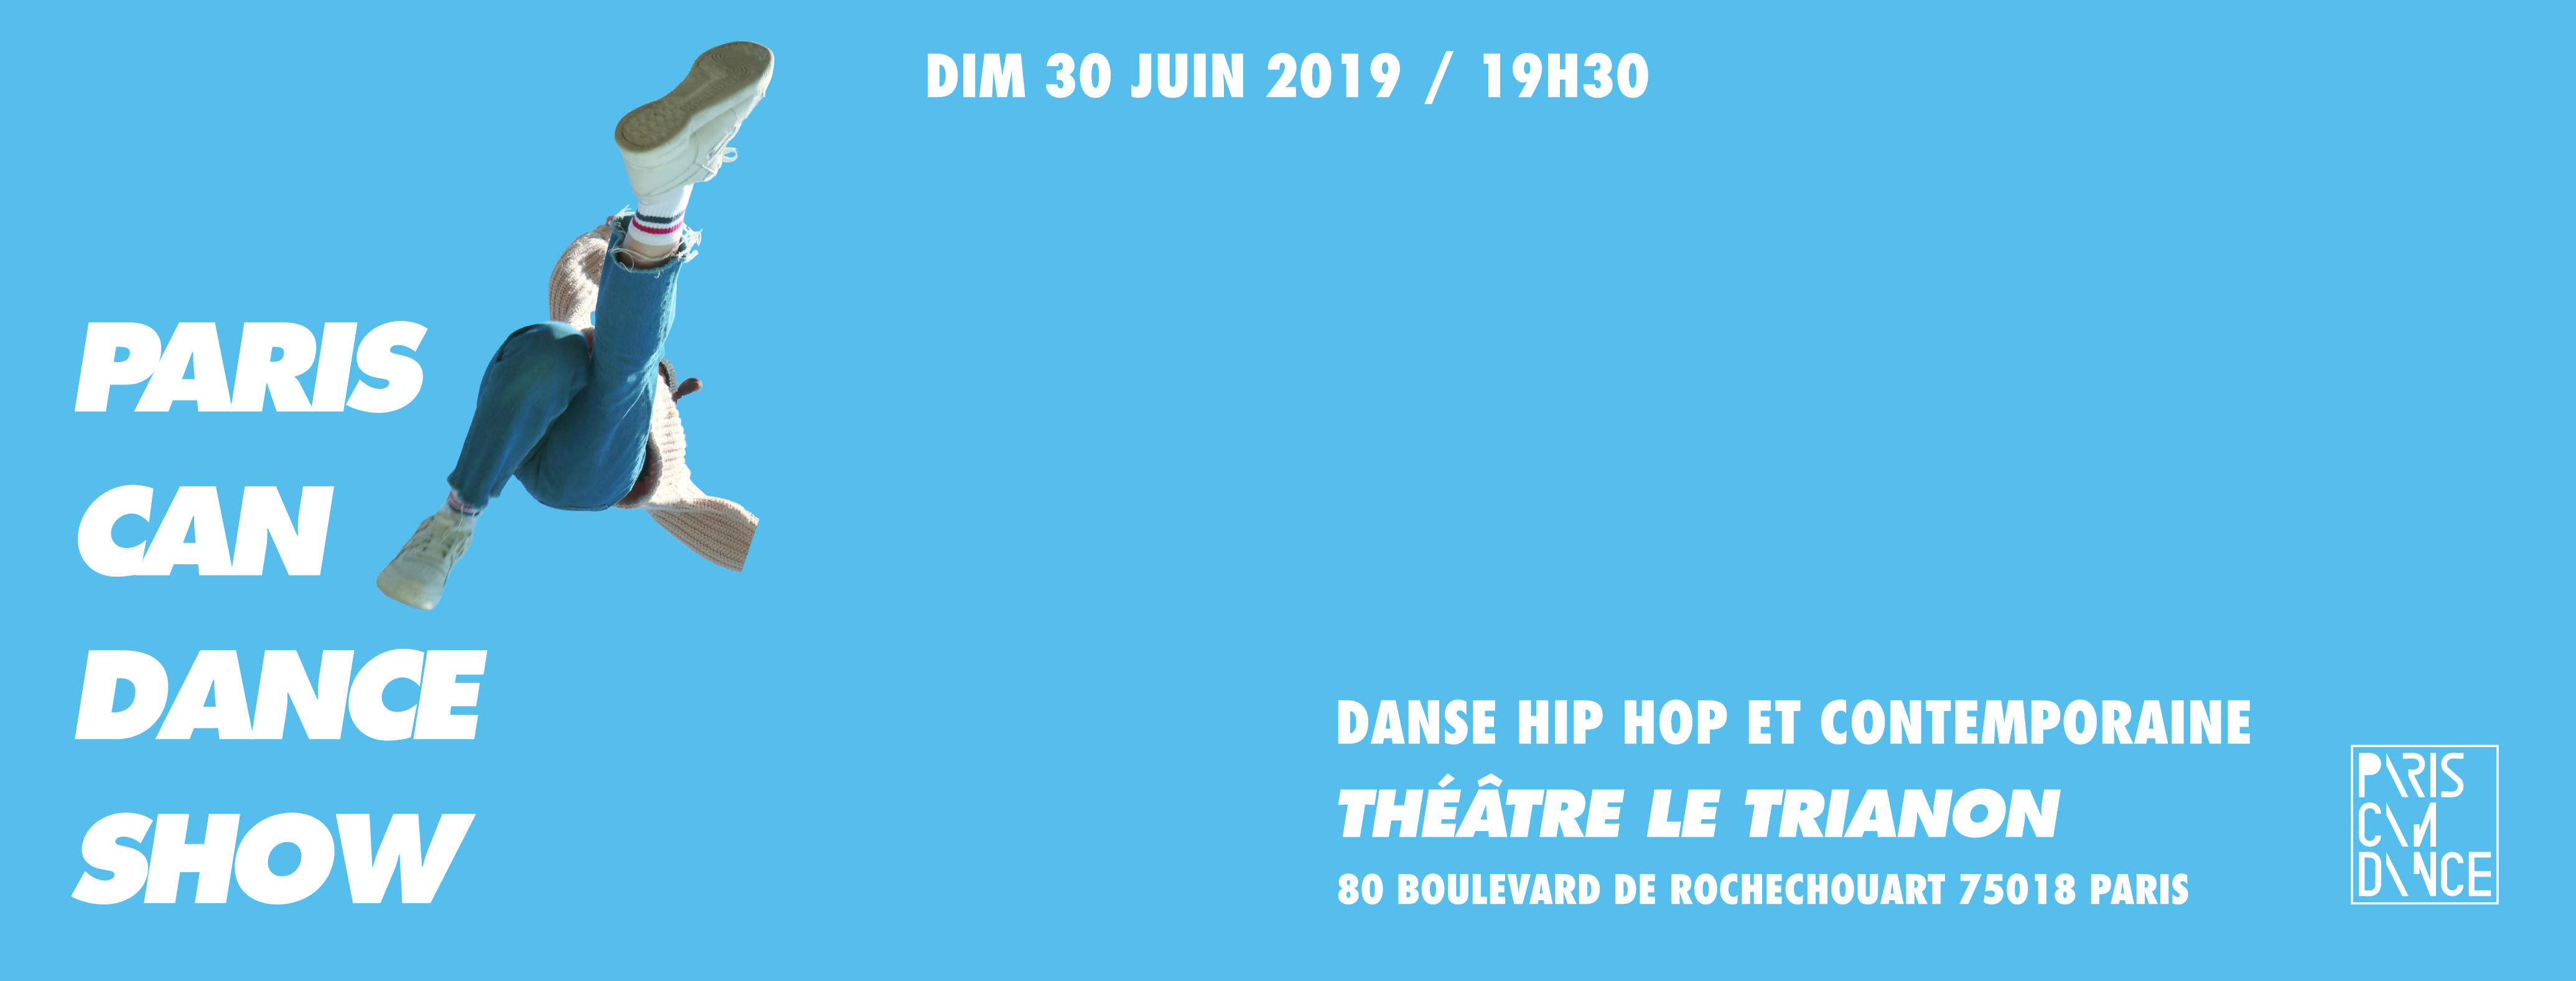 DIM 30 JUIN 2019 / 19H30
PARIS
CAN
DANCE
SHOW
DANSE HIP HOP ET CONTEMPORAINE
THÉÂTRE LE TRIANON
80 BOULEVARD DE ROCHECHOUART 75018 PARIS
PARIS
CAN
DANCE